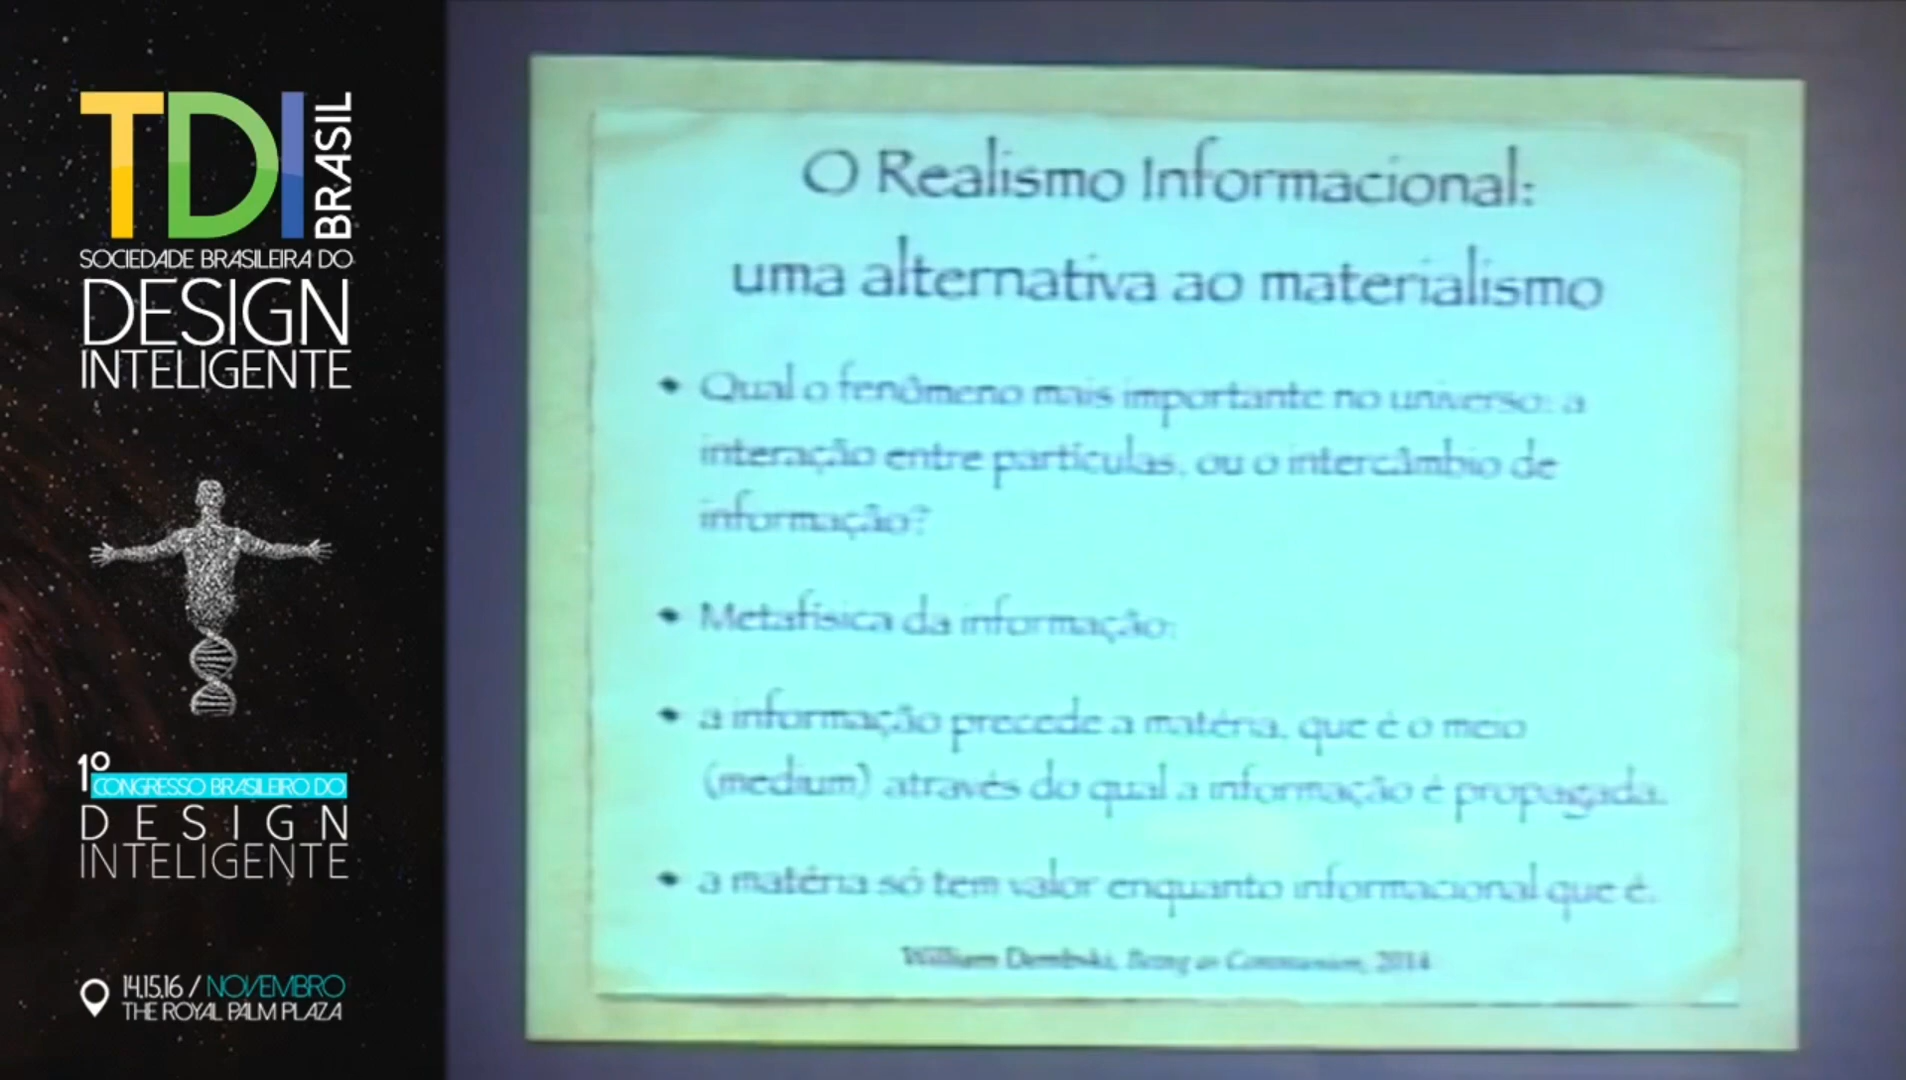 TDI BRASIL
SOCIEDADE BRASILEIRA DO
DESIGN
INTELIGENTE
1º CONGRESSO BRASILEIRO DO
DESIGN
INTELIGENTE
14.15.16 / NOVEMBRO
THE ROYAL PALM PLAZA
O Realismo Informacional:
uma alternativa ao materialismo
• Qual o fenômeno mais importante no universo: a
interação entre partículas, ou o intercâmbio de
informação?
• Metafísica da informação:
• a informação precede a matéria, que é o meio
(medium) através do qual a informação é propagada.
• a matéria só tem valor enquanto informacional que é.
William Dembski, Being as Communion, 2014